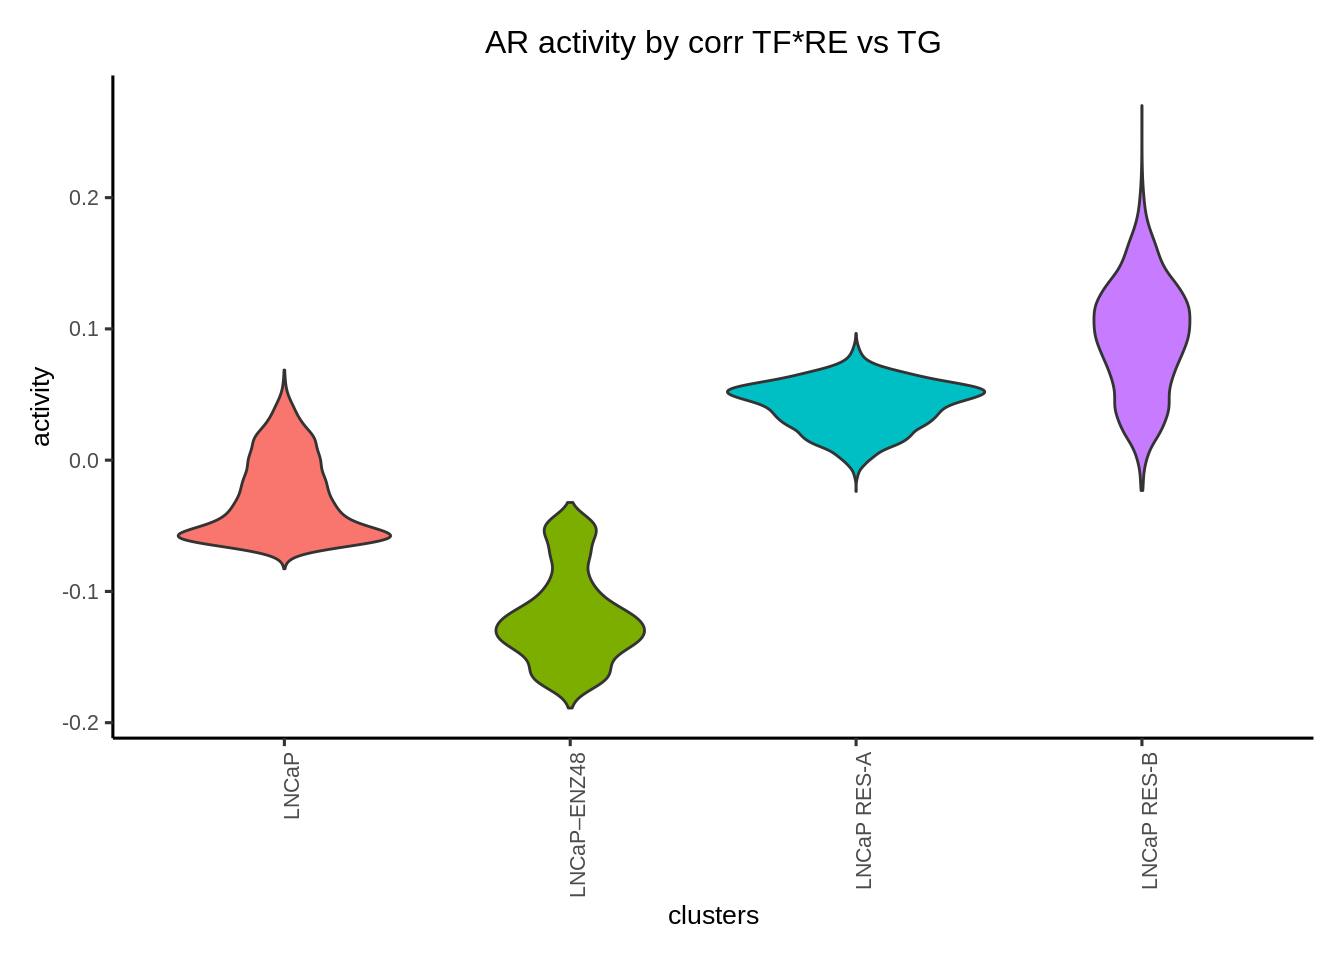 AR activity by corr TF*RE vs TG
activity
0.2
0.1
0.0
-0.1
-0.2
LNCaP
LNCaP–ENZ48
LNCaP RES-A
LNCaP RES-B
clusters